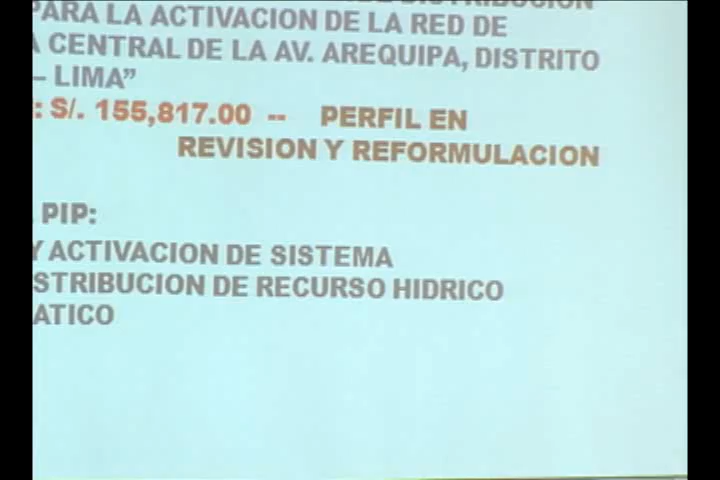 PARA LA ACTIVACION DE LA RED DE
CENTRAL DE LA AV. AREQUIPA, DISTRITO
– LIMA”
: S/. 155,817.00 -- PERFIL EN
REVISION Y REFORMULACION
PIP:
Y ACTIVACION DE SISTEMA
STRIBUCION DE RECURSO HIDRICO
ATICO